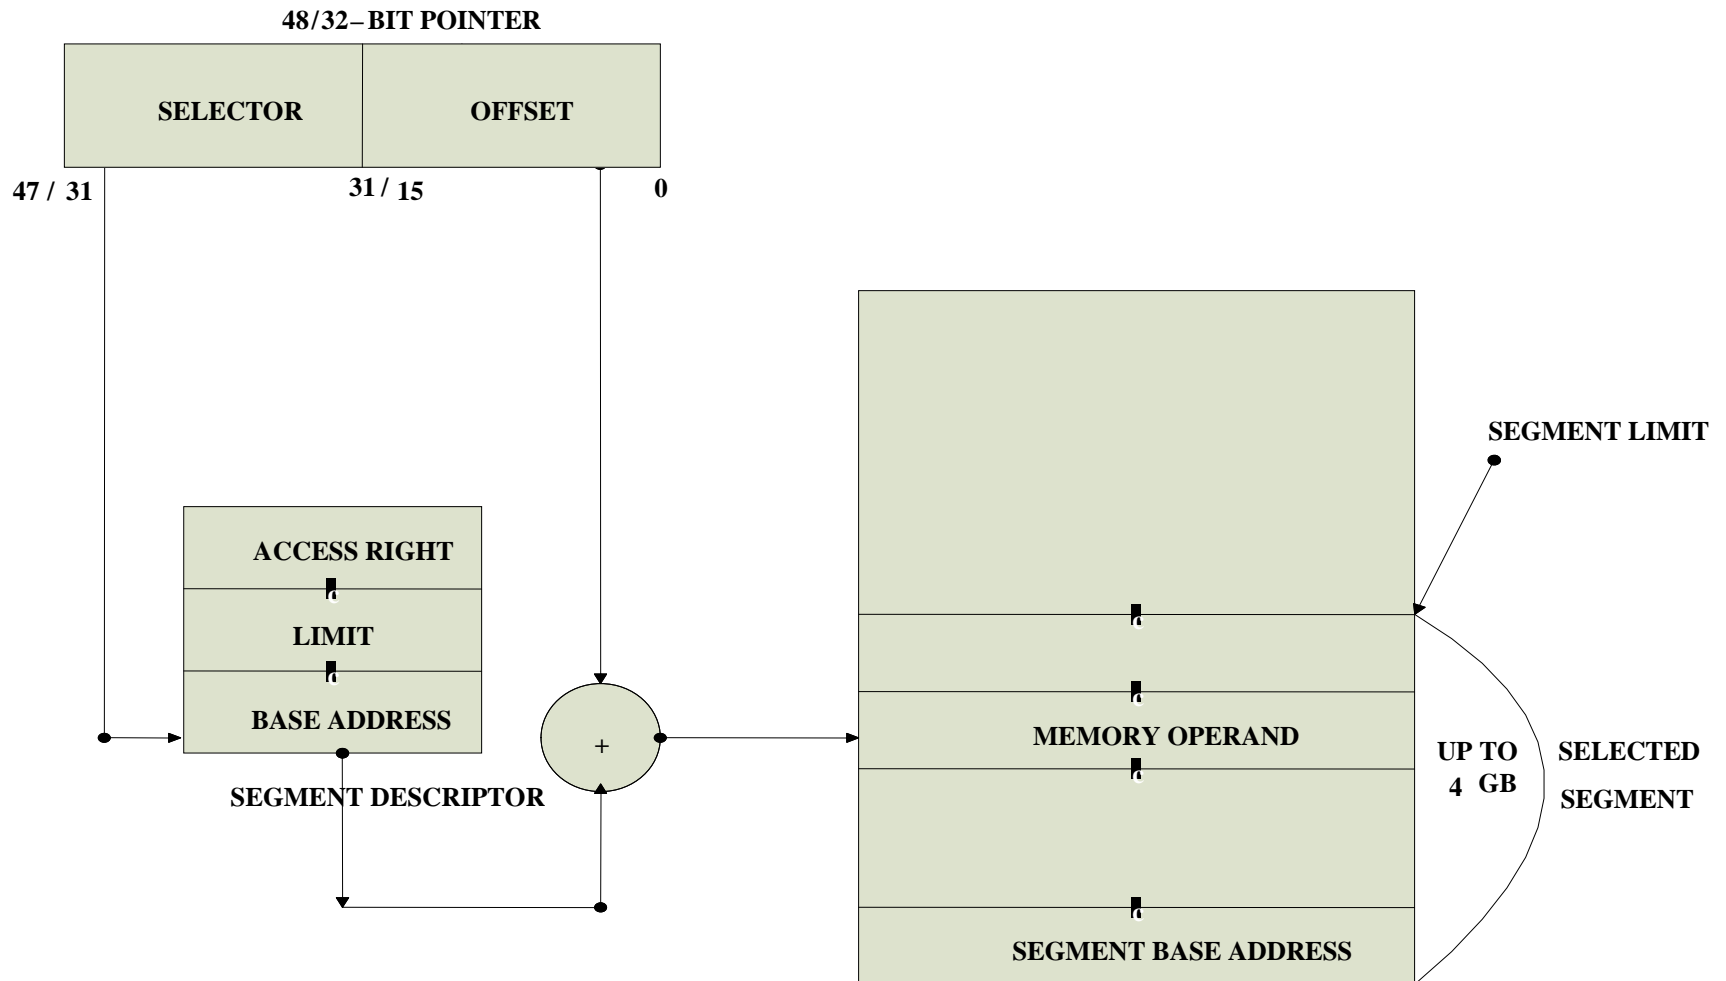 48/32–BIT POINTER
SELECTOR
OFFSET
47 / 31
31 / 15
0
SEGMENT LIMIT
ACCESS RIGHT
LIMIT
BASE ADDRESS
+
MEMORY OPERAND
UP TO
4 GB
SELECTED
SEGMENT
SEGMENT DESCRIPTOR
SEGMENT BASE ADDRESS